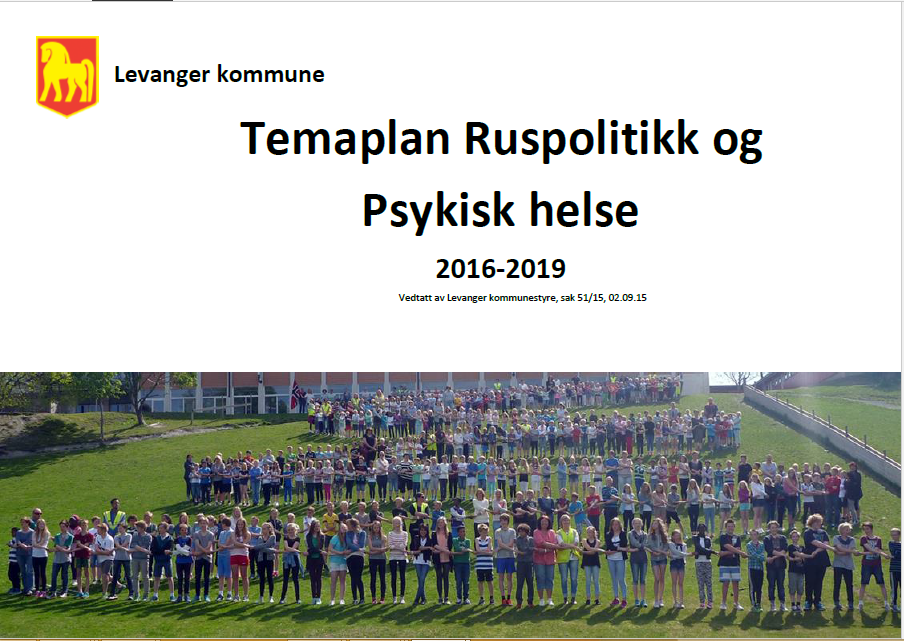 Levanger kommune
Temaplan Ruspolitikk og
Psykisk helse
2016-2019
Vedtatt av Levanger kommunestyre, sak 51/15, 02.09.15